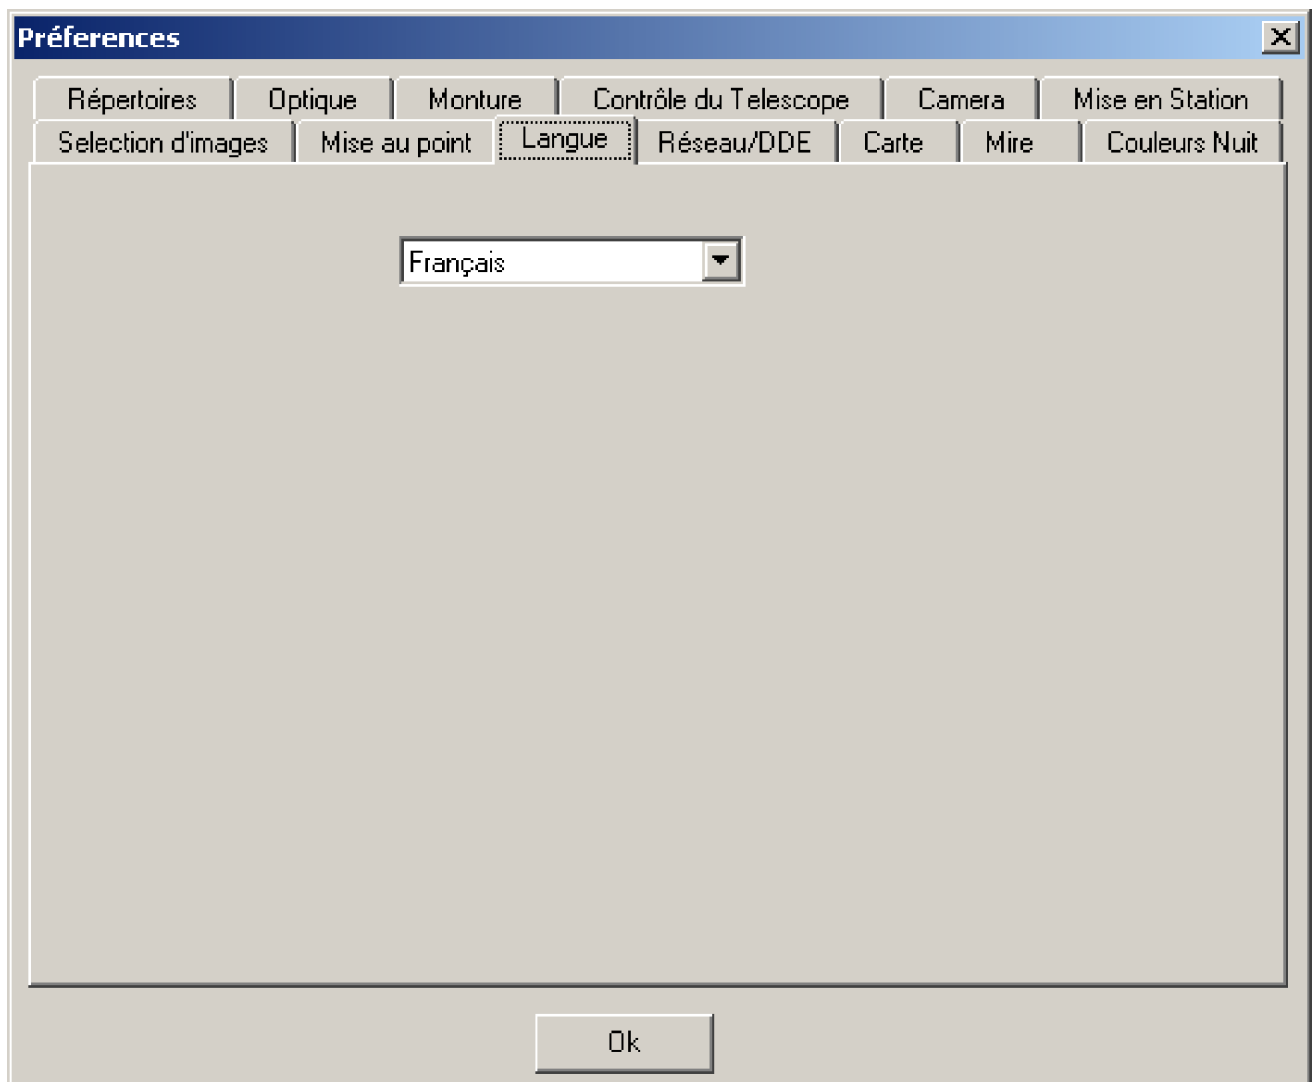 Préferences
Répertoires Optique Monture Contrôle du Telescope Camera Mise en Station
Selection d'images Mise au point Langue Réseau/DDE Carte Mire Couleurs Nuit
Français
Ok